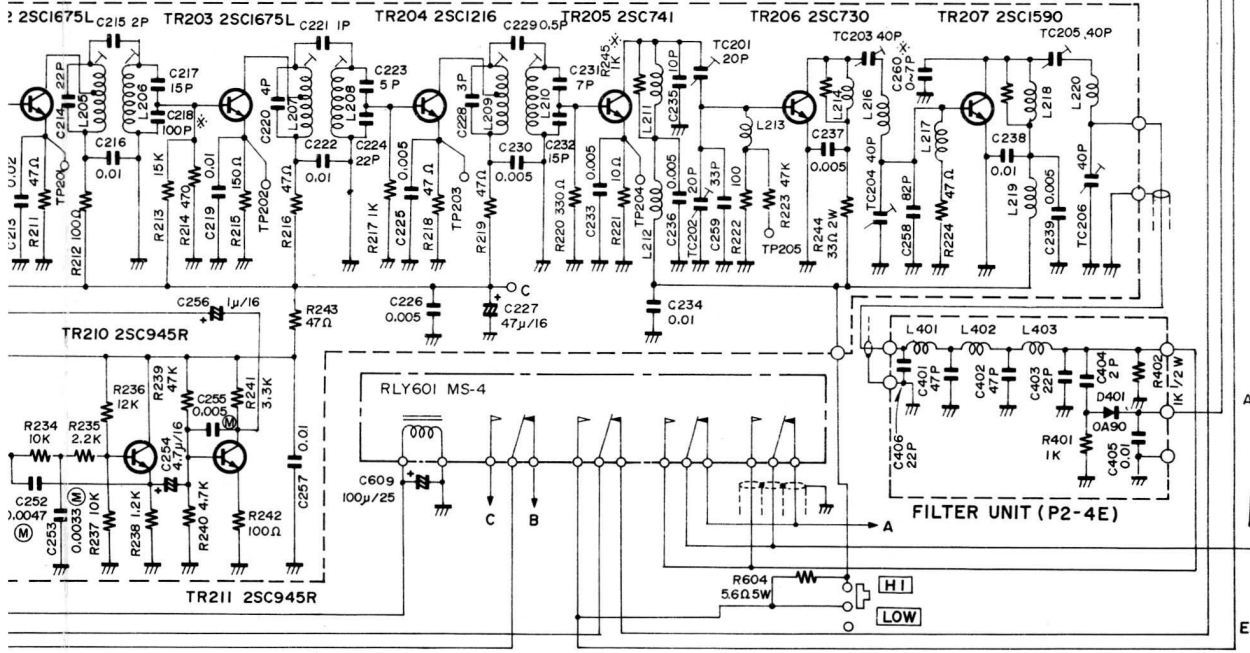 2 2SC1675L
C215 2P
TR203 2SC1675L
C221 1P
TR204 2SC1216
C229 0.5P
TR205 2SC741
TR206 2SC730
TR207 2SC1590
C214 22P
L205
L206
C217 15P
C218 100P
※
C220 4P
L207
L208
C223 5P
C224 22P
C228 3P
L209
L210
C231 7P
C232 15P
R245 ※ 1K
L211
C235 10P
TC201 20P
L213
L214
TC203 40P
C260 ※ 0~7P
L216
L217
L218
TC205 40P
L220
C213 0.02
R211 47Ω
TP201
R212 100Ω
C216 0.01
R213 15K
R214 470
C219 0.01
R215 150Ω
TP202
R216 47Ω
C222 0.01
R217 1K
C225 0.005
R218 47Ω
TP203
R219 47Ω
C230 0.005
R220 330Ω
C233 0.005
R221 10Ω
TP204
L212
C236 0.005
TC202 20P
C259 33P
R222 100
R223 47K
TP205
C237 0.005
R244 33Ω 2W
TC204 40P
C258 82P
R224 47Ω
C238 0.01
L219
C239 0.005
TC206 40P
C256 1μ/16
R243 47Ω
C226 0.005
C
C227 47μ/16
C234 0.01
TR210 2SC945R
R236 12K
R239 47K
R241 3.3K
C255 0.005 M
R234 10K
R235 2.2K
C254 4.7μ/16
C252 0.0047 M
C253 0.0033 M
R237 10K
R238 1.2K
R240 4.7K
R242 100Ω
C257 0.01
TR211 2SC945R
RLY601 MS-4
C609 100μ/25
C
B
A
R604 5.6Ω5W
HI
LOW
L401
L402
L403
C401 47P
C402 47P
C403 22P
C404 2P
R402 1K 1/2W
D401 OA90
C406 22P
R401 1K
C405 0.01
FILTER UNIT (P2-4E)
A
E